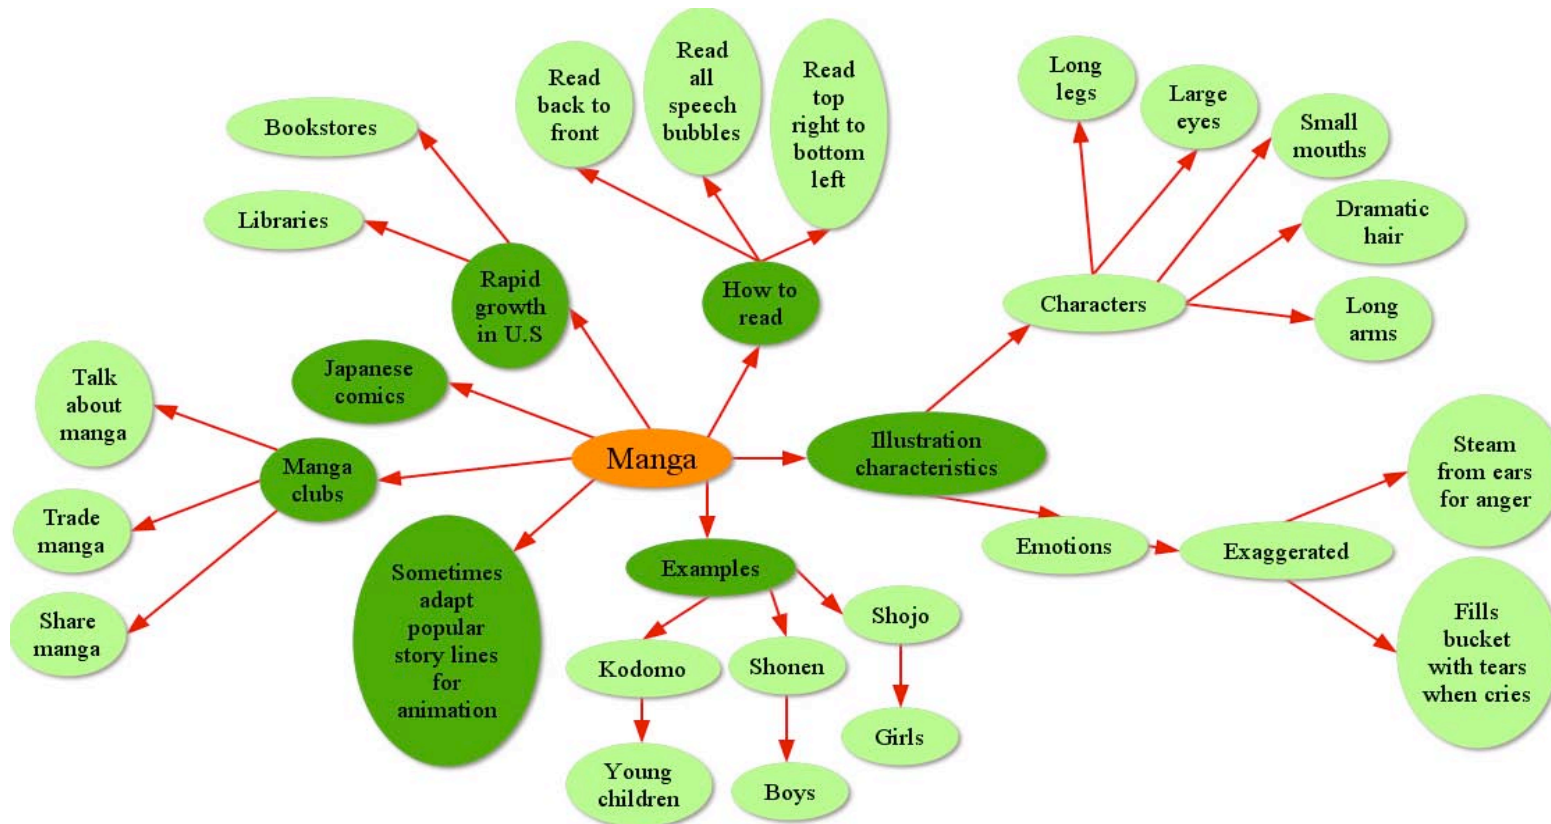 Manga
Japanese
comics
Rapid
growth
in U.S
Bookstores
Libraries
How to
read
Read
back to
front
Read
all
speech
bubbles
Read
top
right to
bottom
left
Illustration
characteristics
Characters
Long
legs
Large
eyes
Small
mouths
Dramatic
hair
Long
arms
Emotions
Exaggerated
Steam
from ears
for anger
Fills
bucket
with tears
when cries
Examples
Kodomo
Young
children
Shonen
Boys
Shojo
Girls
Sometimes
adapt
popular
story lines
for
animation
Manga
clubs
Talk
about
manga
Trade
manga
Share
manga